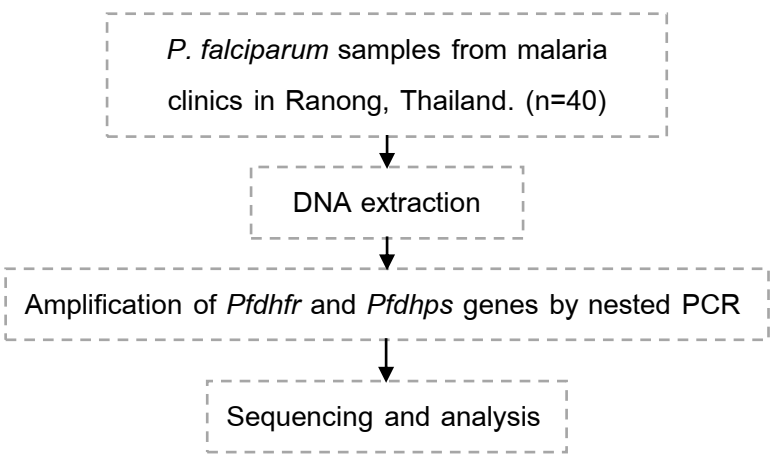 P. falciparum samples from malaria
clinics in Ranong, Thailand. (n=40)
DNA extraction
Amplification of Pfdhfr and Pfdhps genes by nested PCR
Sequencing and analysis